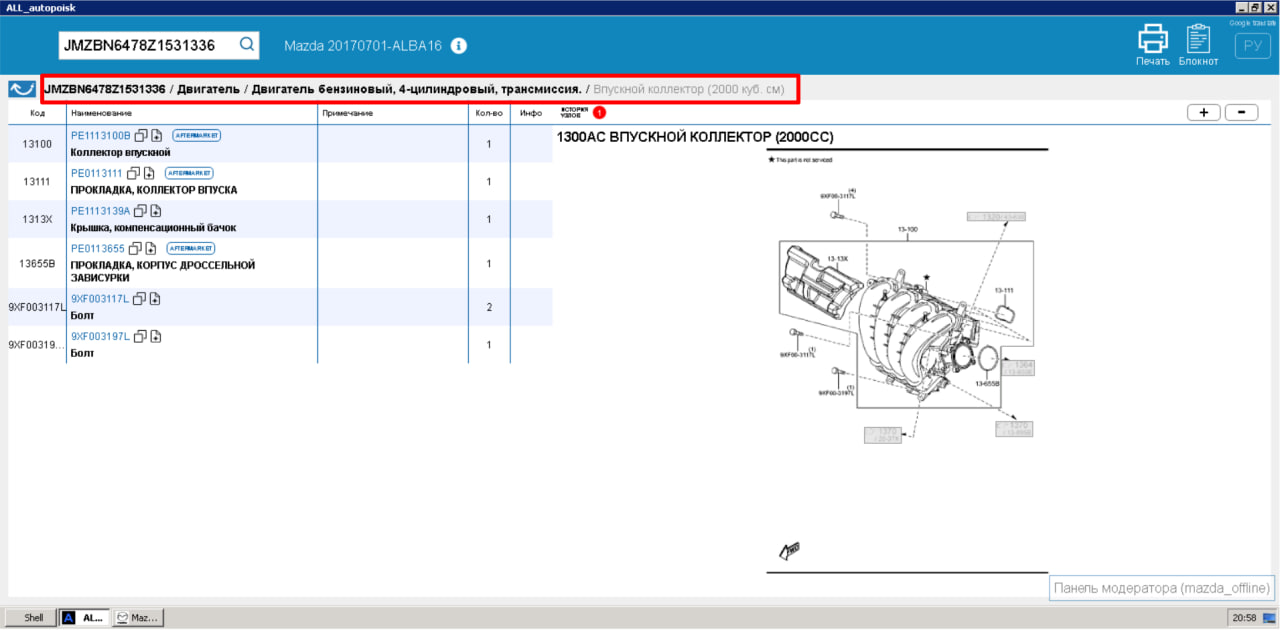 ALL_autopoisk
JMZBN6478Z1531336
Mazda 20170701-ALBA16
Печать
Блокнот
Google translate
РУ
JMZBN6478Z1531336 / Двигатель / Двигатель бензиновый, 4-цилиндровый, трансмиссия. / Впускной коллектор (2000 куб. см)
Код Наименование Примечание Кол-во Инфо
ИСТОРИЯ
УЗЛОВ
1
+ -
13100 PE1113100B AFTERMARKET 1
Коллектор впускной
13111 PE0113111 AFTERMARKET 1
ПРОКЛАДКА, КОЛЛЕКТОР ВПУСКА
1313X PE1113139A 1
Крышка, компенсационный бачок
13655B PE0113655 AFTERMARKET 1
ПРОКЛАДКА, КОРПУС ДРОССЕЛЬНОЙ
ЗАВИСУРКИ
9XF003117L 9XF003117L 2
Болт
9XF00319... 9XF003197L 1
Болт
1300AC ВПУСКНОЙ КОЛЛЕКТОР (2000CC)
★ This part is not serviced
(4)
9XF00-3117L
13-100
13-13X
★
13-111
(1)
9XF00-3117L
(1)
9XF00-3197L
13-655B
FWD
Панель модератора (mazda_offline)
Shell AL... Maz...
20:58